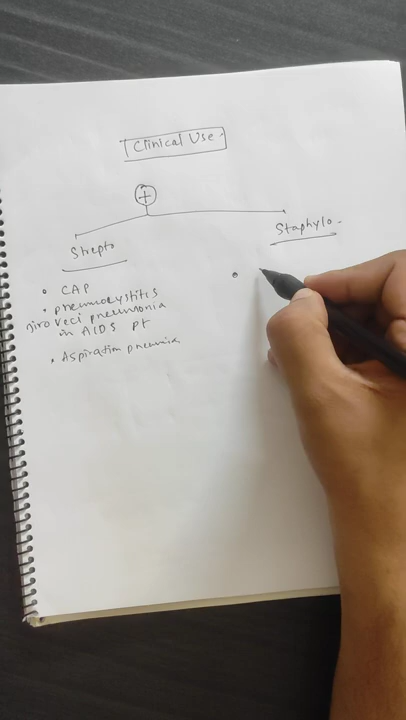 Clinical Use.
+
Strepto
Staphylo -
• CAP
• pneumocystitis
jiroveci pneumonia
in AIDS pt
• Aspiration pneumonia
•